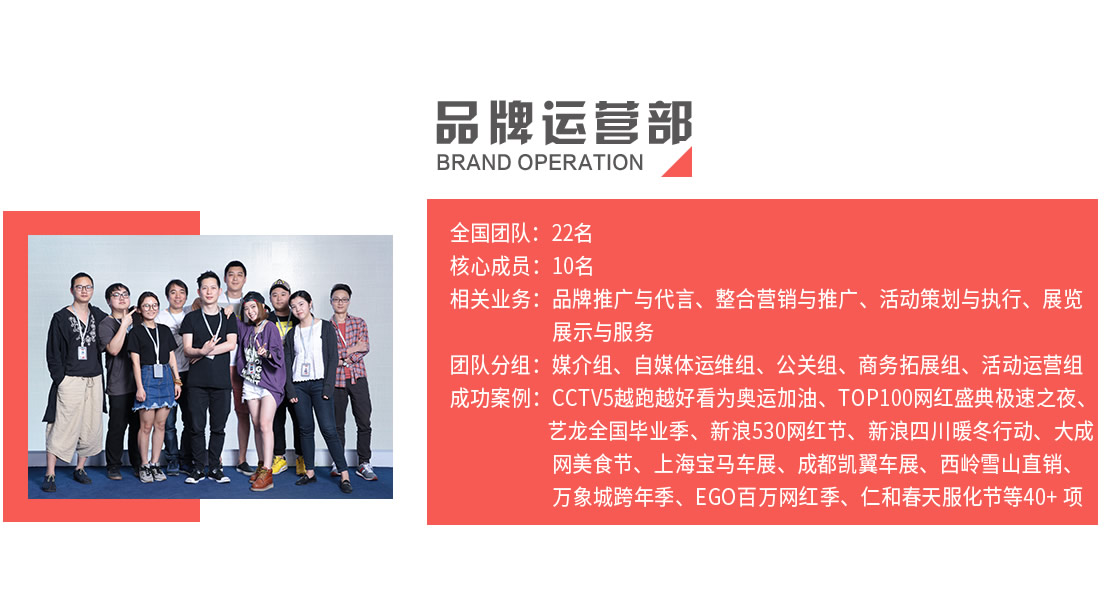 品牌运营部
BRAND OPERATION
全国团队：22名
核心成员：10名
相关业务：品牌推广与代言、整合营销与推广、活动策划与执行、展览
展示与服务
团队分组：媒介组、自媒体运维组、公关组、商务拓展组、活动运营组
成功案例：CCTV5越跑越好看为奥运加油、TOP100网红盛典极速之夜、
艺龙全国毕业季、新浪530网红节、新浪四川暖冬行动、大成
网美食节、上海宝马车展、成都凯翼车展、西岭雪山直销、
万象城跨年季、EGO百万网红季、仁和春天服化节等40+ 项